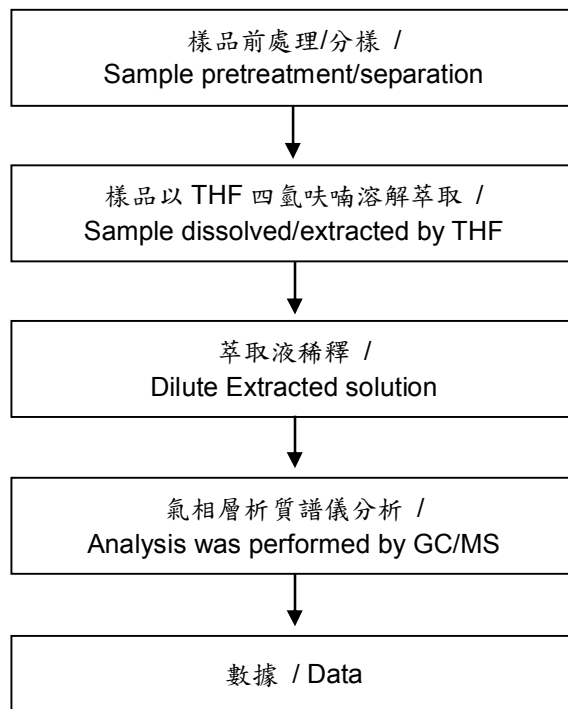 樣品前處理/分樣 /
Sample pretreatment/separation
樣品以 THF 四氫呋喃溶解萃取 /
Sample dissolved/extracted by THF
萃取液稀釋 /
Dilute Extracted solution
氣相層析質譜儀分析 /
Analysis was performed by GC/MS
數據 / Data